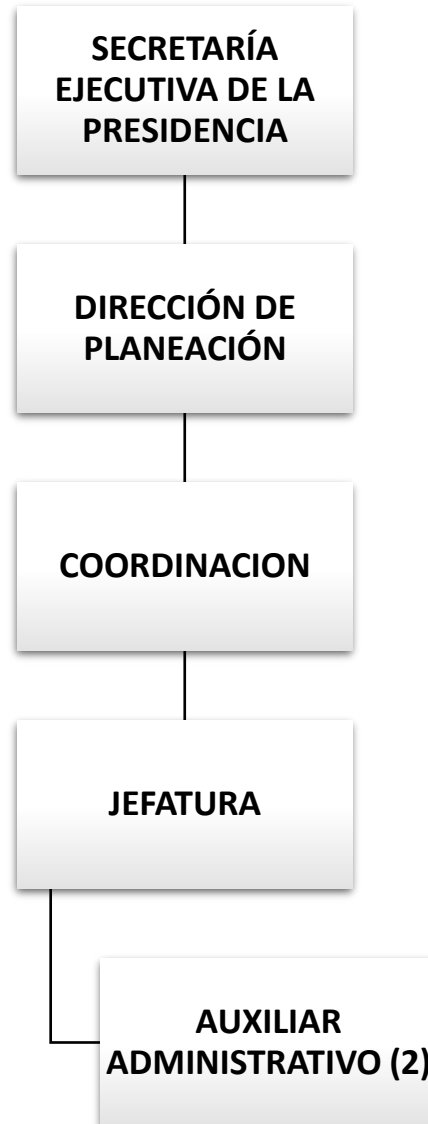 SECRETARÍA
EJECUTIVA DE LA
PRESIDENCIA
DIRECCIÓN DE
PLANEACIÓN
COORDINACION
JEFATURA
AUXILIAR
ADMINISTRATIVO (2)